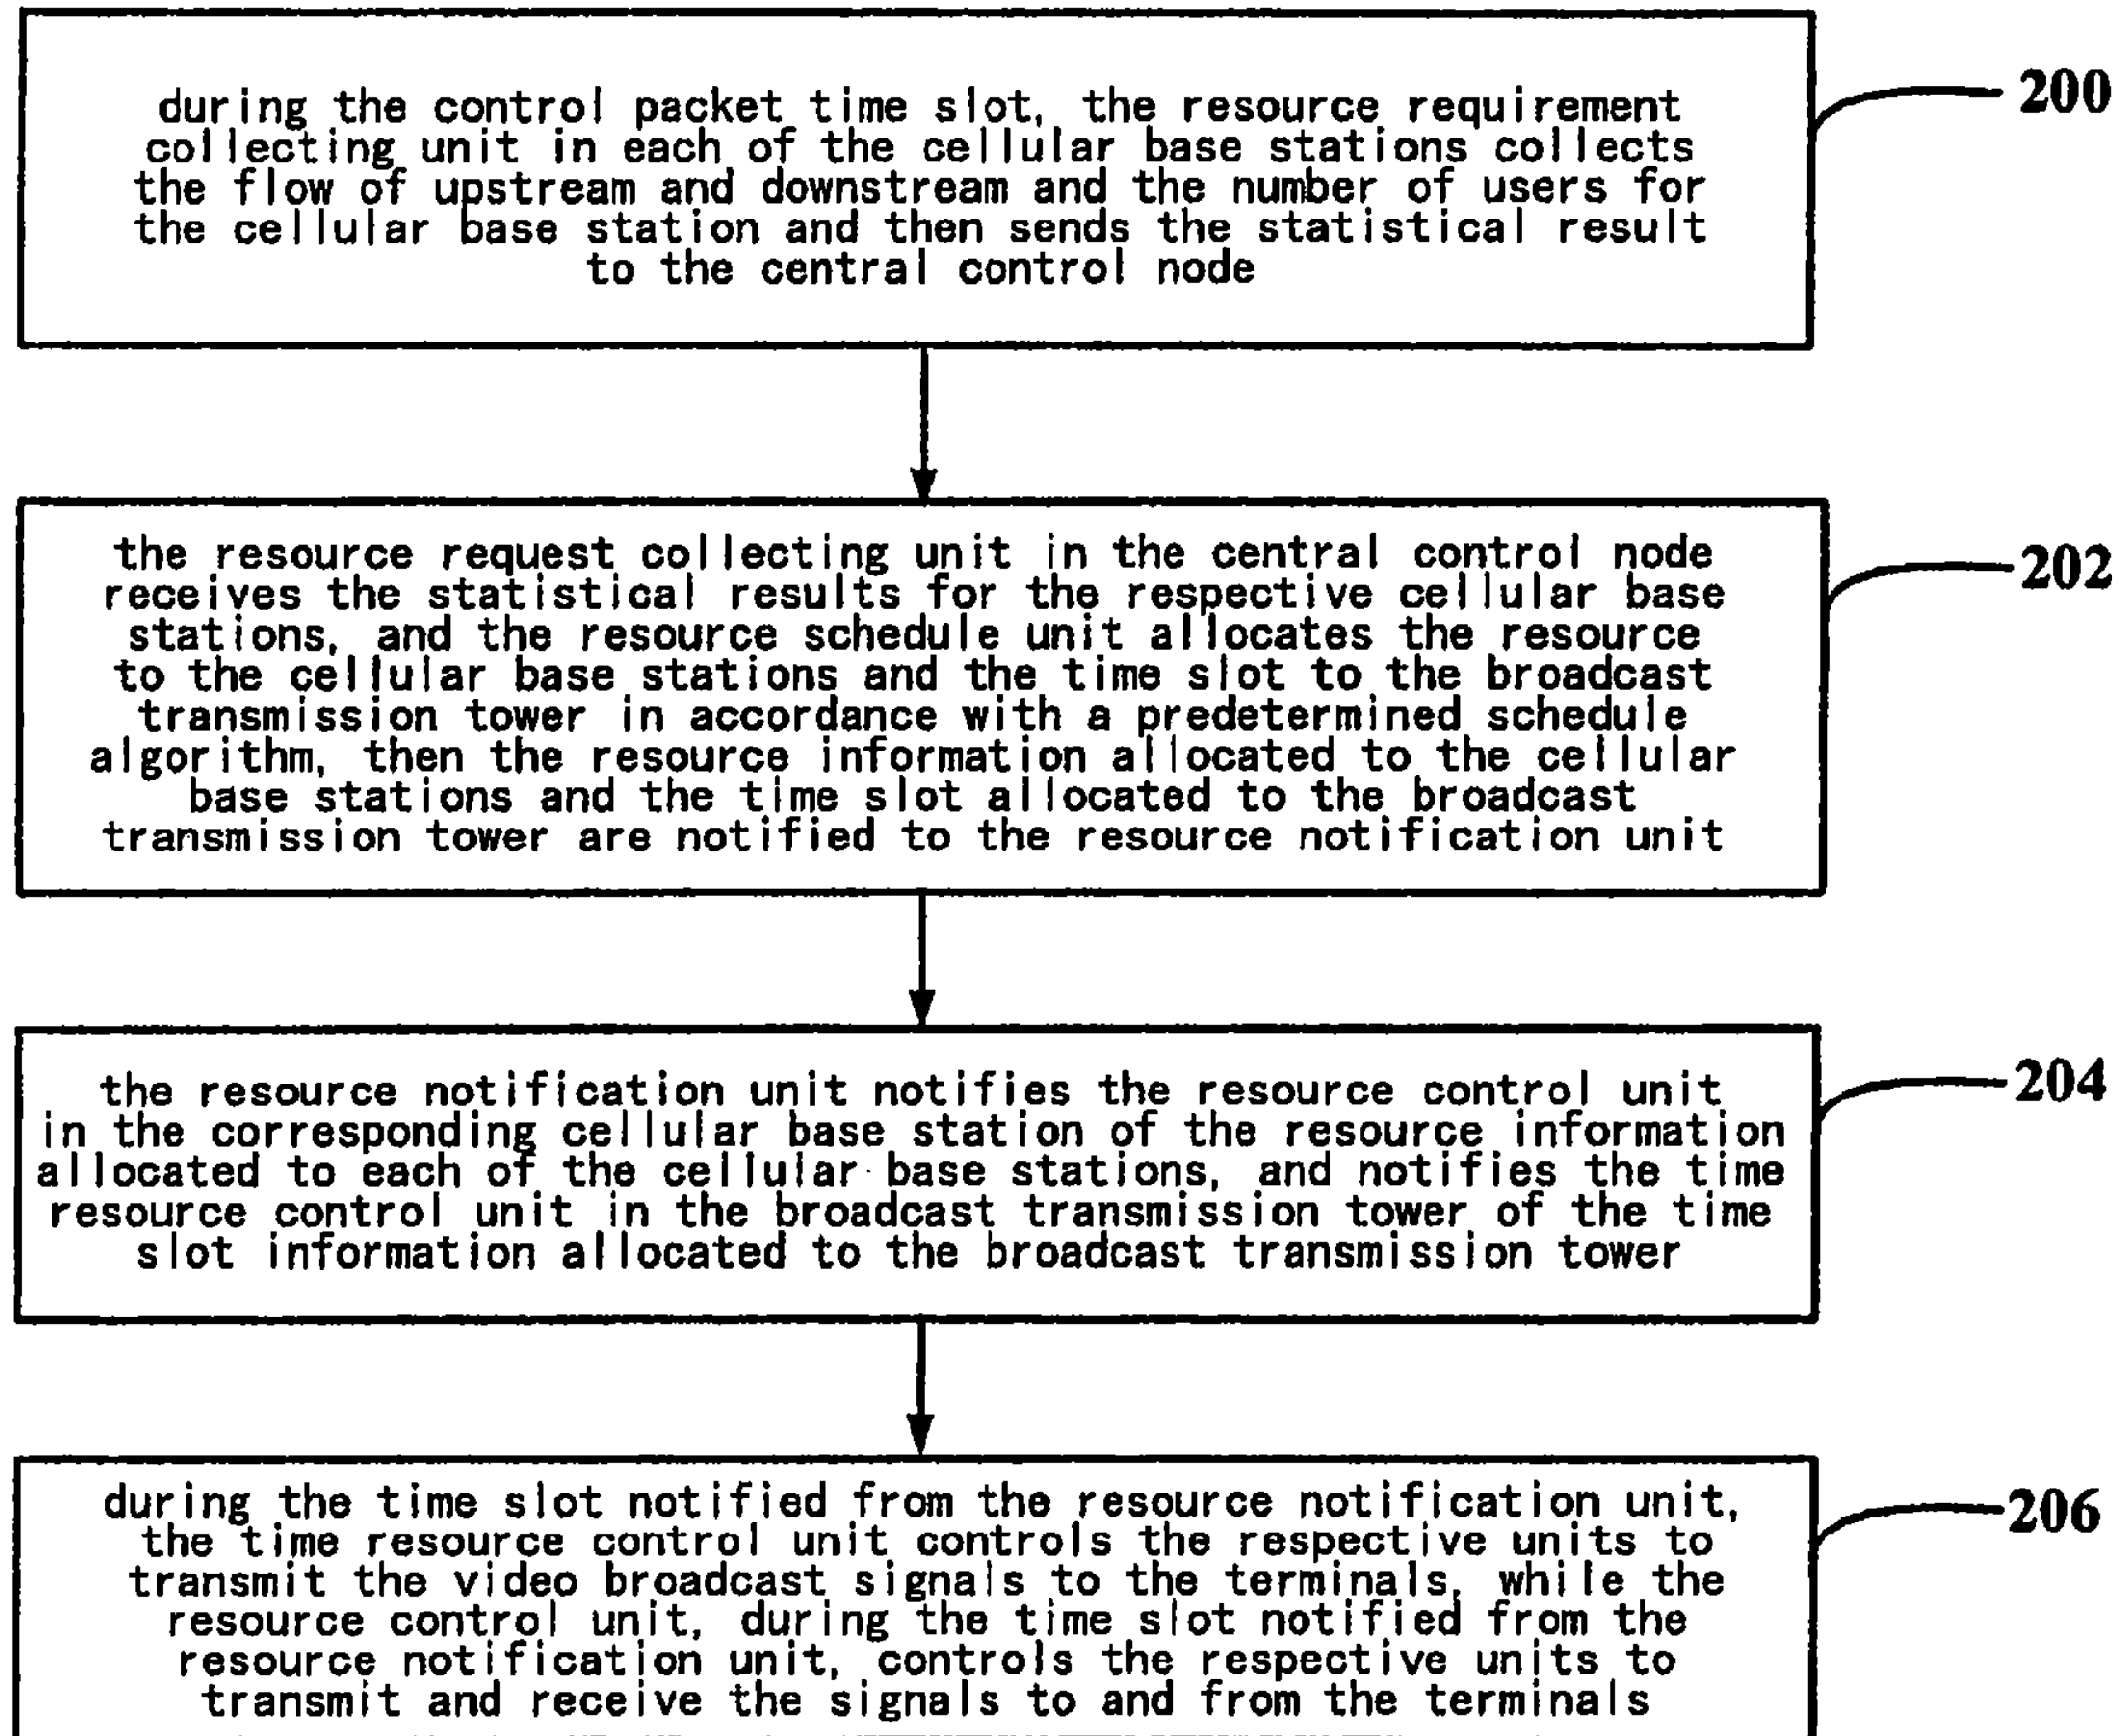 during the control packet time slot, the resource requirement
collecting unit in each of the cellular base stations collects
the flow of upstream and downstream and the number of users for
the cellular base station and then sends the statistical result
to the central control node
200
the resource request collecting unit in the central control node
receives the statistical results for the respective cellular base
stations, and the resource schedule unit allocates the resource
to the cellular base stations and the time slot to the broadcast
transmission tower in accordance with a predetermined schedule
algorithm, then the resource information allocated to the cellular
base stations and the time slot allocated to the broadcast
transmission tower are notified to the resource notification unit
202
the resource notification unit notifies the resource control unit
in the corresponding cellular base station of the resource information
allocated to each of the cellular base stations, and notifies the time
resource control unit in the broadcast transmission tower of the time
slot information allocated to the broadcast transmission tower
204
during the time slot notified from the resource notification unit,
the time resource control unit controls the respective units to
transmit the video broadcast signals to the terminals, while the
resource control unit, during the time slot notified from the
resource notification unit, controls the respective units to
transmit and receive the signals to and from the terminals
206